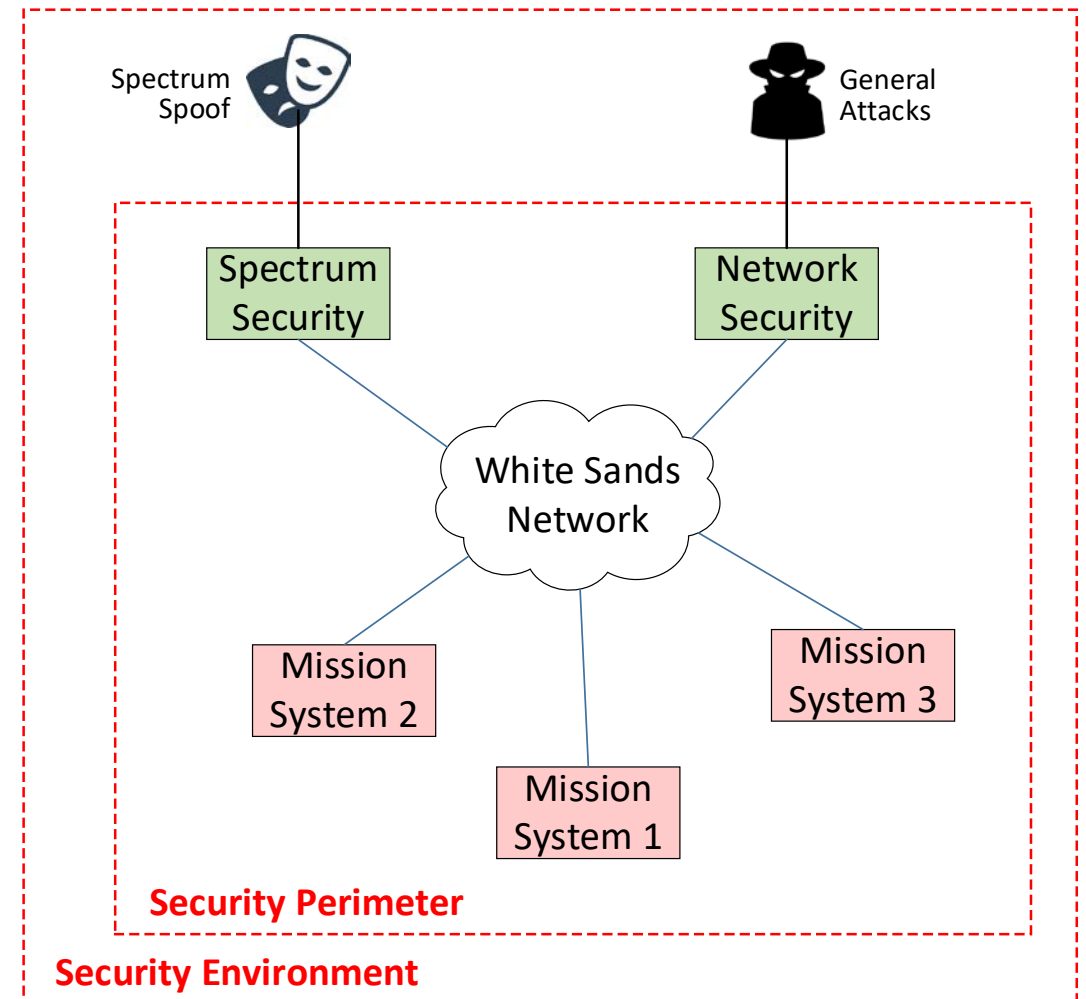 Spectrum
Spoof
General
Attacks
Spectrum
Security
Network
Security
White Sands
Network
Mission
System 2
Mission
System 3
Mission
System 1
Security Perimeter
Security Environment